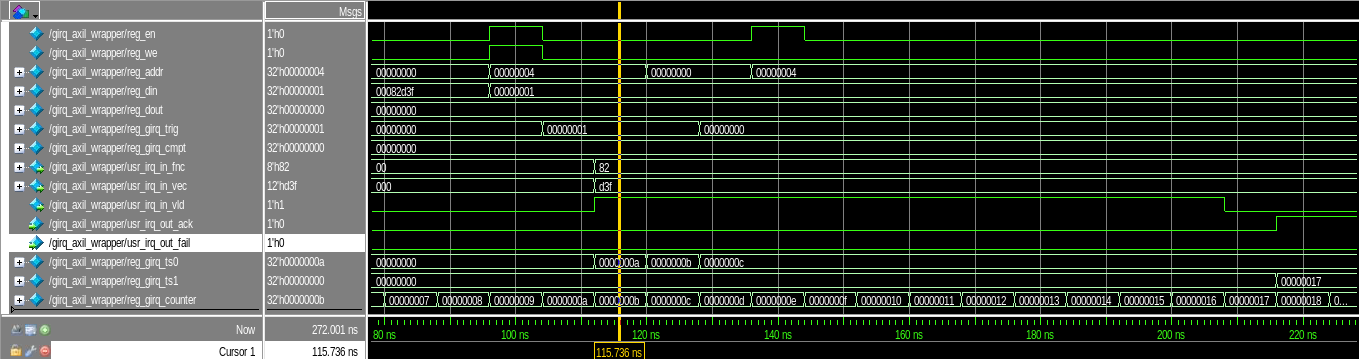 Msgs
/girq_axil_wrapper/reg_en 1'h0
/girq_axil_wrapper/reg_we 1'h0
/girq_axil_wrapper/reg_addr 32'h00000004 00000000 00000004 00000000 00000004
/girq_axil_wrapper/reg_din 32'h00000001 00082d3f 00000001
/girq_axil_wrapper/reg_dout 32'h00000000 00000000
/girq_axil_wrapper/reg_girq_trig 32'h00000001 00000000 00000001 00000000
/girq_axil_wrapper/reg_girq_cmpt 32'h00000000 00000000
/girq_axil_wrapper/usr_irq_in_fnc 8'h82 00 82
/girq_axil_wrapper/usr_irq_in_vec 12'hd3f 000 d3f
/girq_axil_wrapper/usr_irq_in_vld 1'h1
/girq_axil_wrapper/usr_irq_out_ack 1'h0
/girq_axil_wrapper/usr_irq_out_fail 1'h0
/girq_axil_wrapper/reg_girq_ts0 32'h0000000a 00000000 0000000a 0000000b 0000000c
/girq_axil_wrapper/reg_girq_ts1 32'h00000000 00000000 00000017
/girq_axil_wrapper/reg_girq_counter 32'h0000000b 00000007 00000008 00000009 0000000a 0000000b 0000000c 0000000d 0000000e 0000000f 00000010 00000011 00000012 00000013 00000014 00000015 00000016 00000017 00000018 0...
Now 272.001 ns 80 ns 100 ns 120 ns 140 ns 160 ns 180 ns 200 ns 220 ns
Cursor 1 115.736 ns 115.736 ns